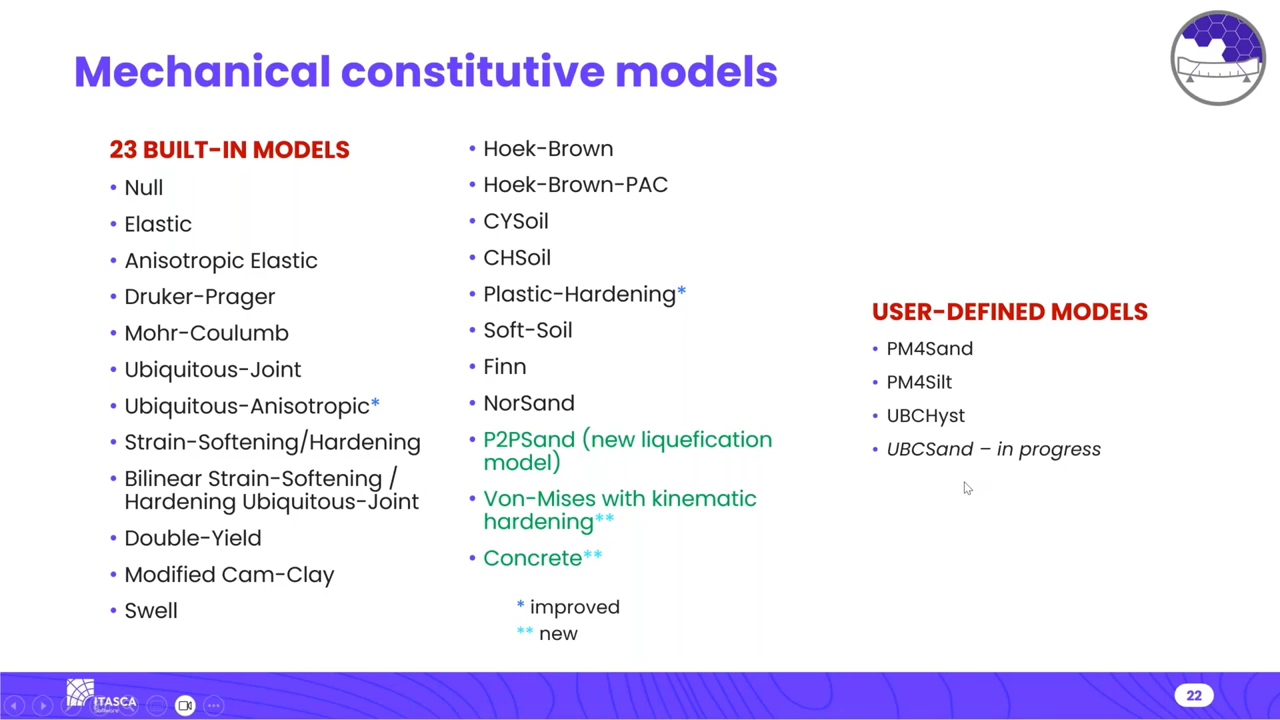 Mechanical constitutive models
23 BUILT-IN MODELS
• Null
• Elastic
• Anisotropic Elastic
• Druker-Prager
• Mohr-Coulumb
• Ubiquitous-Joint
• Ubiquitous-Anisotropic*
• Strain-Softening/Hardening
• Bilinear Strain-Softening /
Hardening Ubiquitous-Joint
• Double-Yield
• Modified Cam-Clay
• Swell
• Hoek-Brown
• Hoek-Brown-PAC
• CYSoil
• CHSoil
• Plastic-Hardening*
• Soft-Soil
• Finn
• NorSand
• P2PSand (new liquefication
model)
• Von-Mises with kinematic
hardening**
• Concrete**
* improved
** new
USER-DEFINED MODELS
• PM4Sand
• PM4Silt
• UBCHyst
• UBCSand – in progress
ITASCA
Software
22